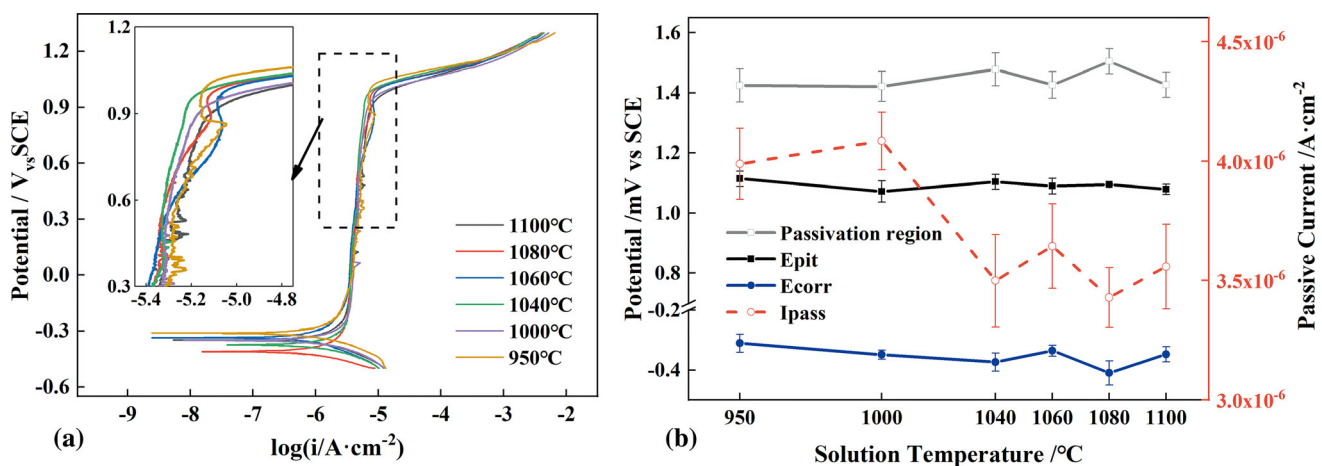 1.2
0.9
0.6
0.3
-5.4 -5.2 -5.0 -4.8
1.2
0.9
0.6
0.3
0.0
-0.3
-0.6
Potential / VvsSCE
1100°C
1080°C
1060°C
1040°C
1000°C
950°C
-9 -8 -7 -6 -5 -4 -3 -2
log(i/A·cm-2)
(a)
1.6
1.4
1.2
1.0
0.8
-0.2
-0.4
Potential /mV vs SCE
Passivation region
Epit
Ecorr
Ipass
4.5x10-6
4.0x10-6
3.5x10-6
3.0x10-6
Passive Current /A·cm-2
950 1000 1040 1060 1080 1100
Solution Temperature /°C
(b)